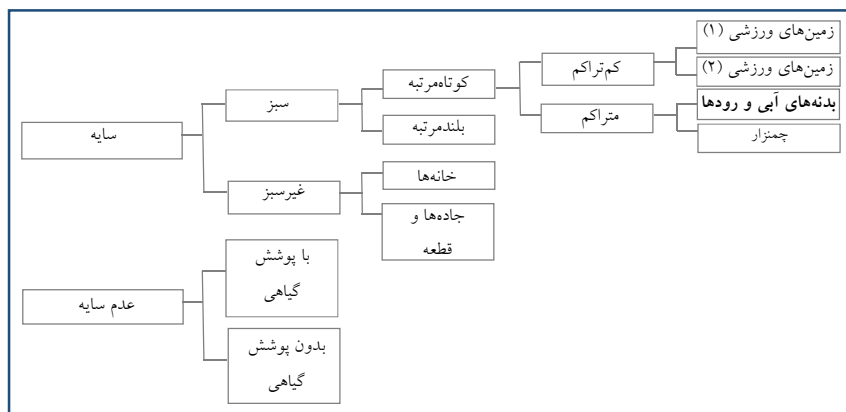 سایه
سبز
کوتاه‌مرتبه
کم‌تراکم
زمین‌های ورزشی (۱)
زمین‌های ورزشی (۲)
متراکم
بدنه‌های آبی و رودها
چمنزار
بلندمرتبه
غیرسبز
خانه‌ها
جاده‌ها و
قطعه
عدم سایه
با پوشش
گیاهی
بدون پوشش
گیاهی